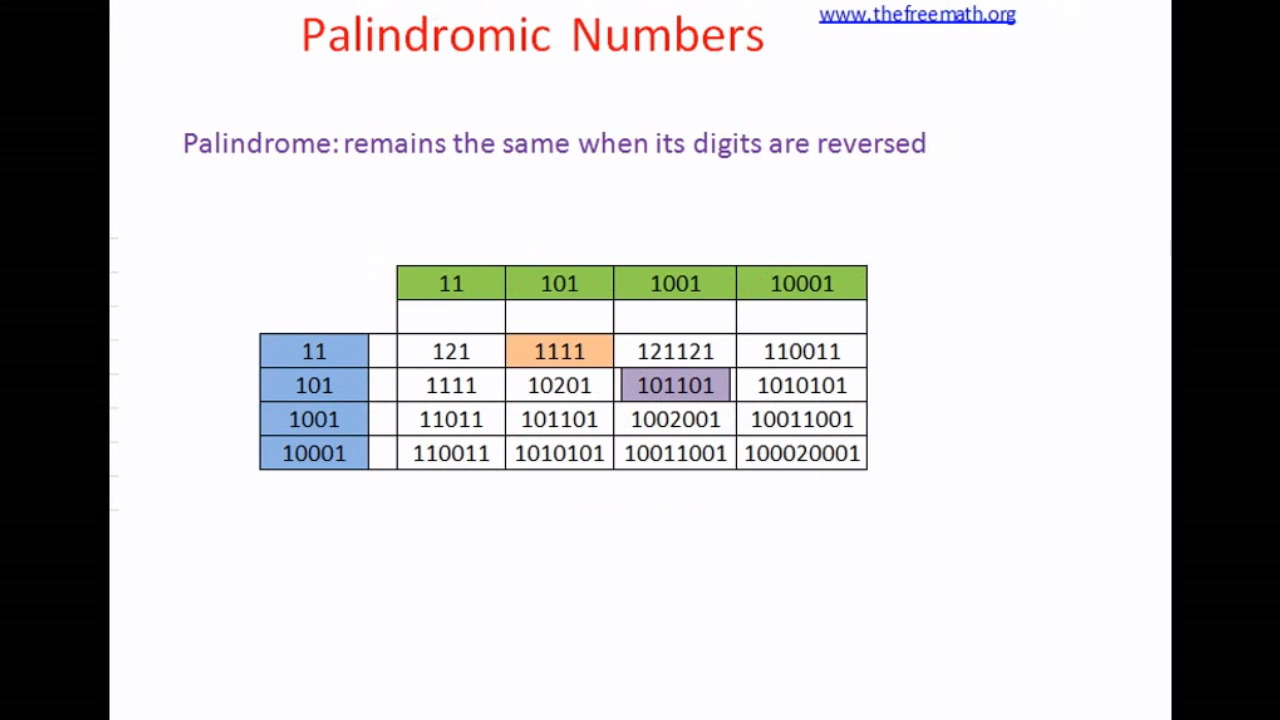 Palindromic Numbers
www.thefreemath.org
Palindrome: remains the same when its digits are reversed
11 101 1001 10001
11 121 1111 121121 110011
101 1111 10201 101101 1010101
1001 11011 101101 1002001 10011001
10001 110011 1010101 10011001 100020001